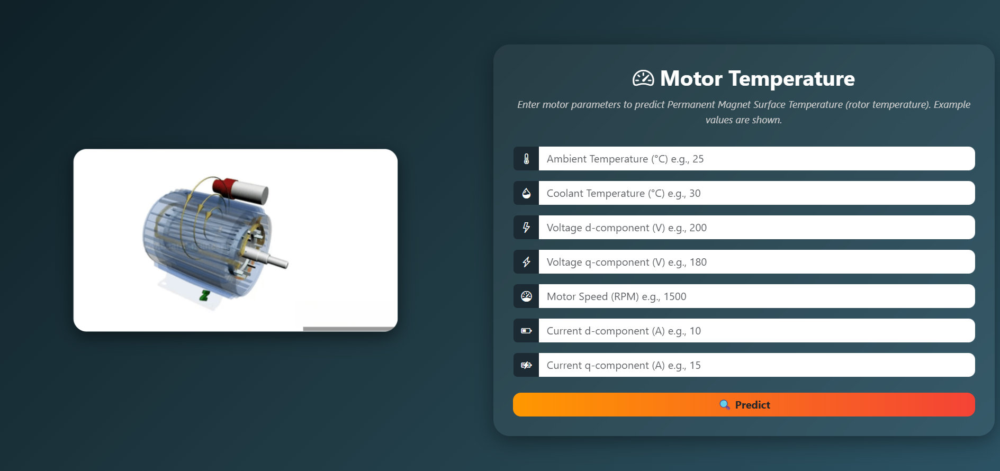 Motor Temperature
Enter motor parameters to predict Permanent Magnet Surface Temperature (rotor temperature). Example
values are shown.
Ambient Temperature (°C) e.g., 25
Coolant Temperature (°C) e.g., 30
Voltage d-component (V) e.g., 200
Voltage q-component (V) e.g., 180
Motor Speed (RPM) e.g., 1500
Current d-component (A) e.g., 10
Current q-component (A) e.g., 15
Predict